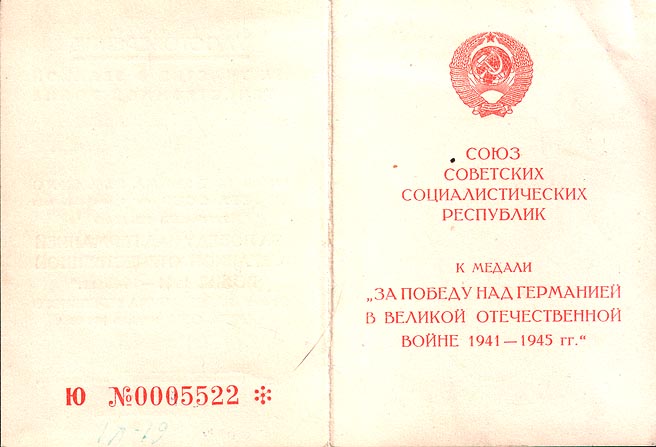 СОЮЗ
СОВЕТСКИХ
СОЦИАЛИСТИЧЕСКИХ
РЕСПУБЛИК
К МЕДАЛИ
„ЗА ПОБЕДУ НАД ГЕРМАНИЕЙ
В ВЕЛИКОЙ ОТЕЧЕСТВЕННОЙ
ВОЙНЕ 1941—1945 гг.“
Ю №0005522 ✻